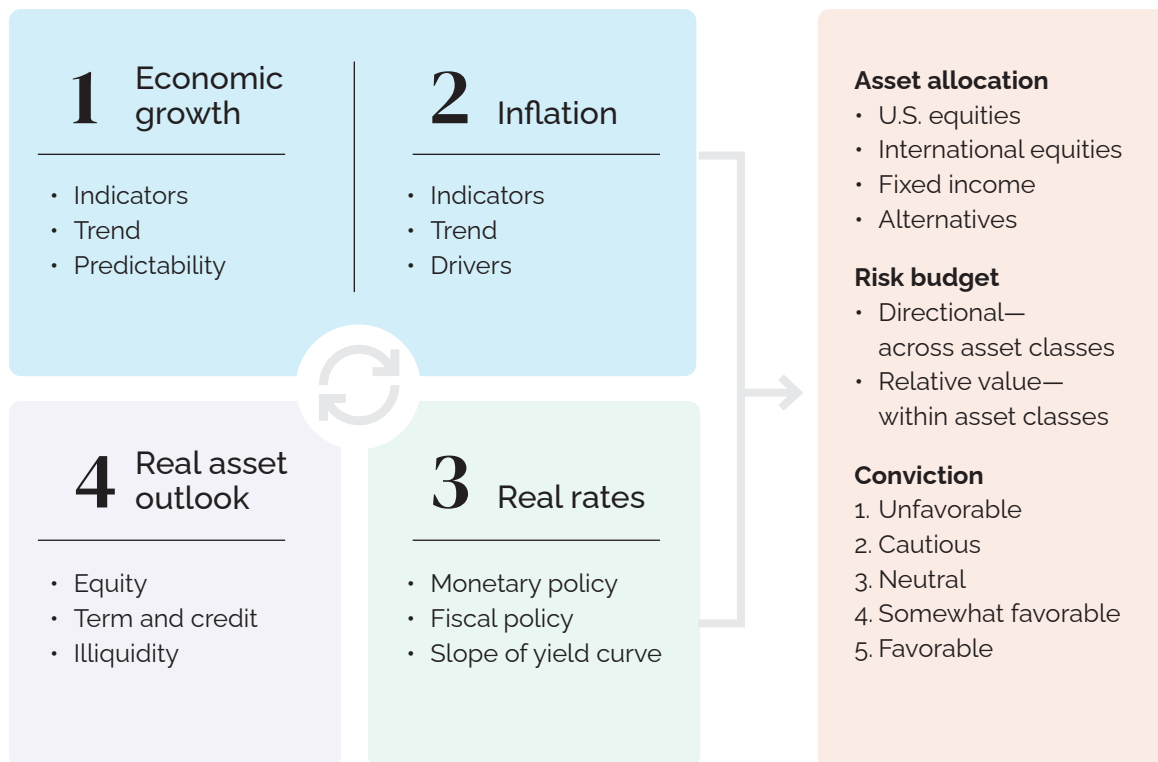 1 Economic
growth
• Indicators
• Trend
• Predictability
2 Inflation
• Indicators
• Trend
• Drivers
4 Real asset
outlook
• Equity
• Term and credit
• Illiquidity
3 Real rates
• Monetary policy
• Fiscal policy
• Slope of yield curve
Asset allocation
• U.S. equities
• International equities
• Fixed income
• Alternatives
Risk budget
• Directional—
across asset classes
• Relative value—
within asset classes
Conviction
1. Unfavorable
2. Cautious
3. Neutral
4. Somewhat favorable
5. Favorable